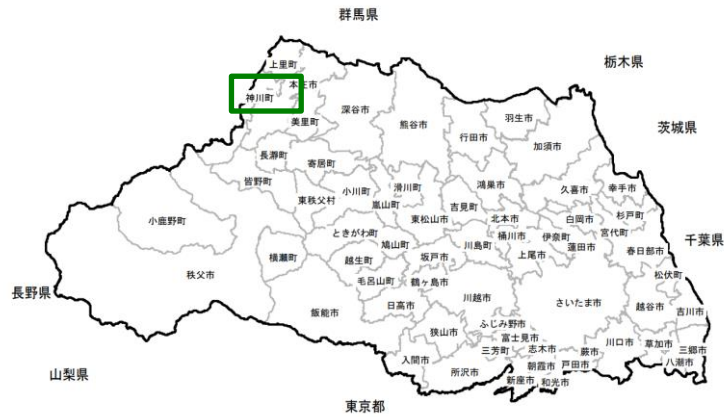 群馬県
栃木県
茨城県
千葉県
長野県
山梨県
東京都
上里町
本庄市
神川町
美里町
深谷市
熊谷市
行田市
羽生市
加須市
長瀞町
寄居町
皆野町
小鹿野町
秩父市
東秩父村
小川町
嵐山町
滑川町
東松山市
吉見町
鴻巣市
北本市
久喜市
幸手市
白岡市
杉戸町
宮代町
桶川市
伊奈町
蓮田市
上尾市
春日部市
松伏町
横瀬町
ときがわ町
鳩山町
越生町
毛呂山町
坂戸市
川島町
鶴ヶ島市
日高市
飯能市
川越市
さいたま市
越谷市
吉川市
狭山市
ふじみ野市
富士見市
三芳町
志木市
入間市
所沢市
朝霞市
新座市
和光市
戸田市
蕨市
川口市
草加市
八潮市
三郷市